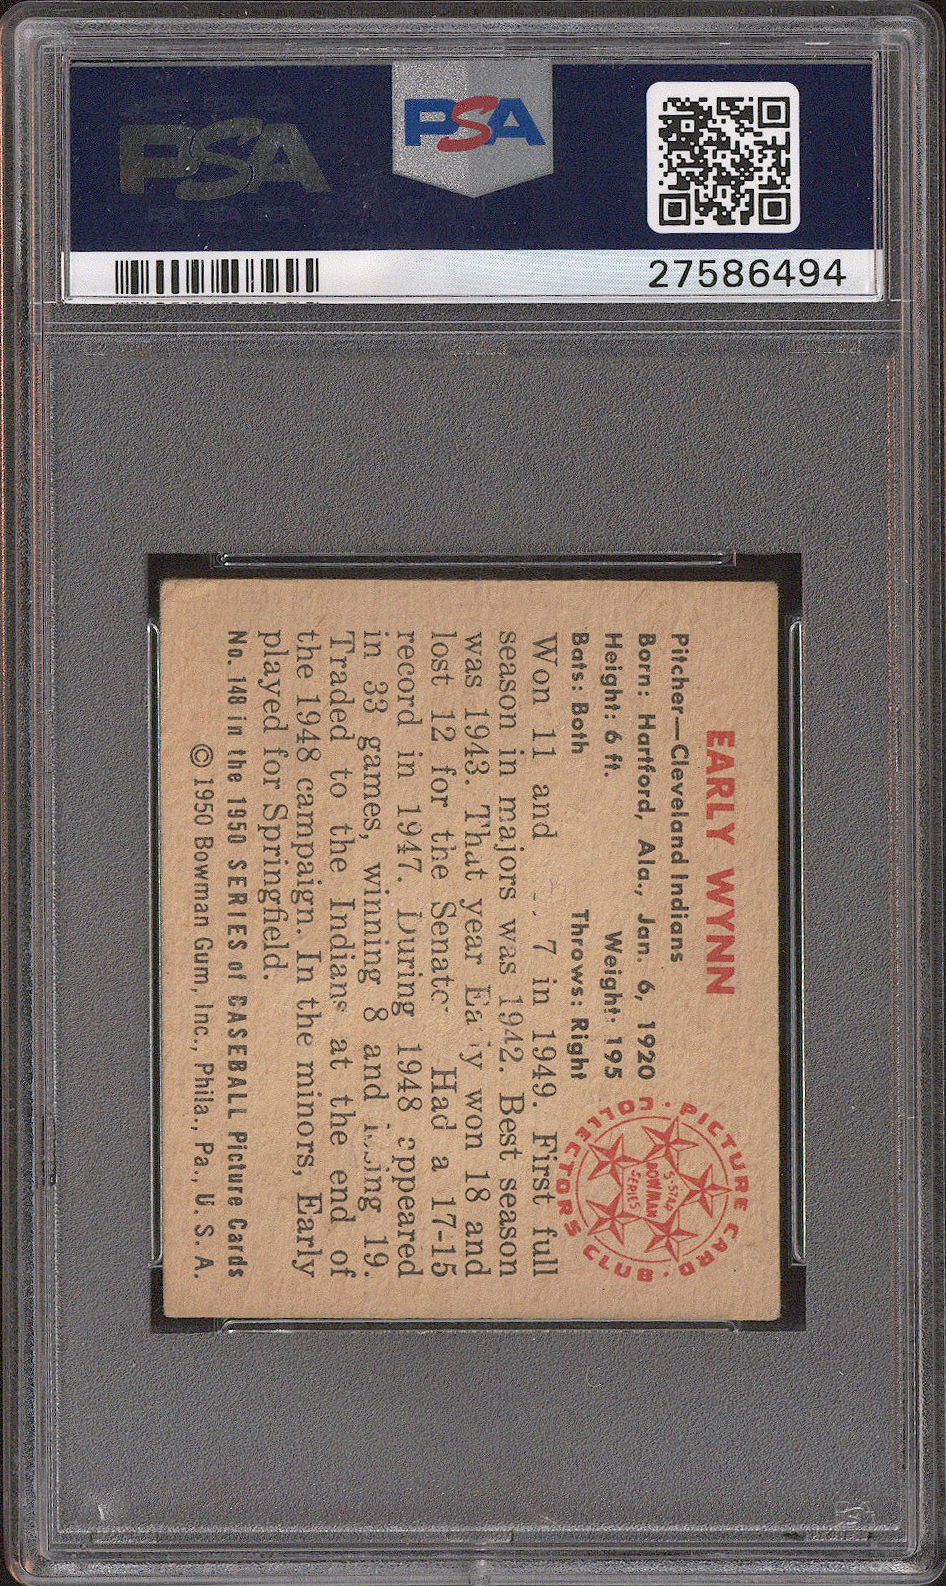 PSA
PSA
27586494
EARLY WYNN
Pitcher—Cleveland Indians
Born: Hartford, Ala., Jan. 6, 1920
Height: 6 ft. Weight: 195
Bats: Both Throws: Right
PICTURE CARD COLLECTORS CLUB
5-STAR
BOWMAN
SERIES
Won 11 and 7 in 1949. First full
season in majors was 1942. Best season
was 1943. That year Ea ly won 18 and
lost 12 for the Senato Had a 17-15
record in 1947. During 1948 appeared
in 33 games, winning 8 and losing 19.
Traded to the Indians at the end of
the 1948 campaign. In the minors, Early
played for Springfield.
No. 148 in the 1950 SERIES of BASEBALL Picture Cards
©1950 Bowman Gum, Inc., Phila., Pa., U. S. A.